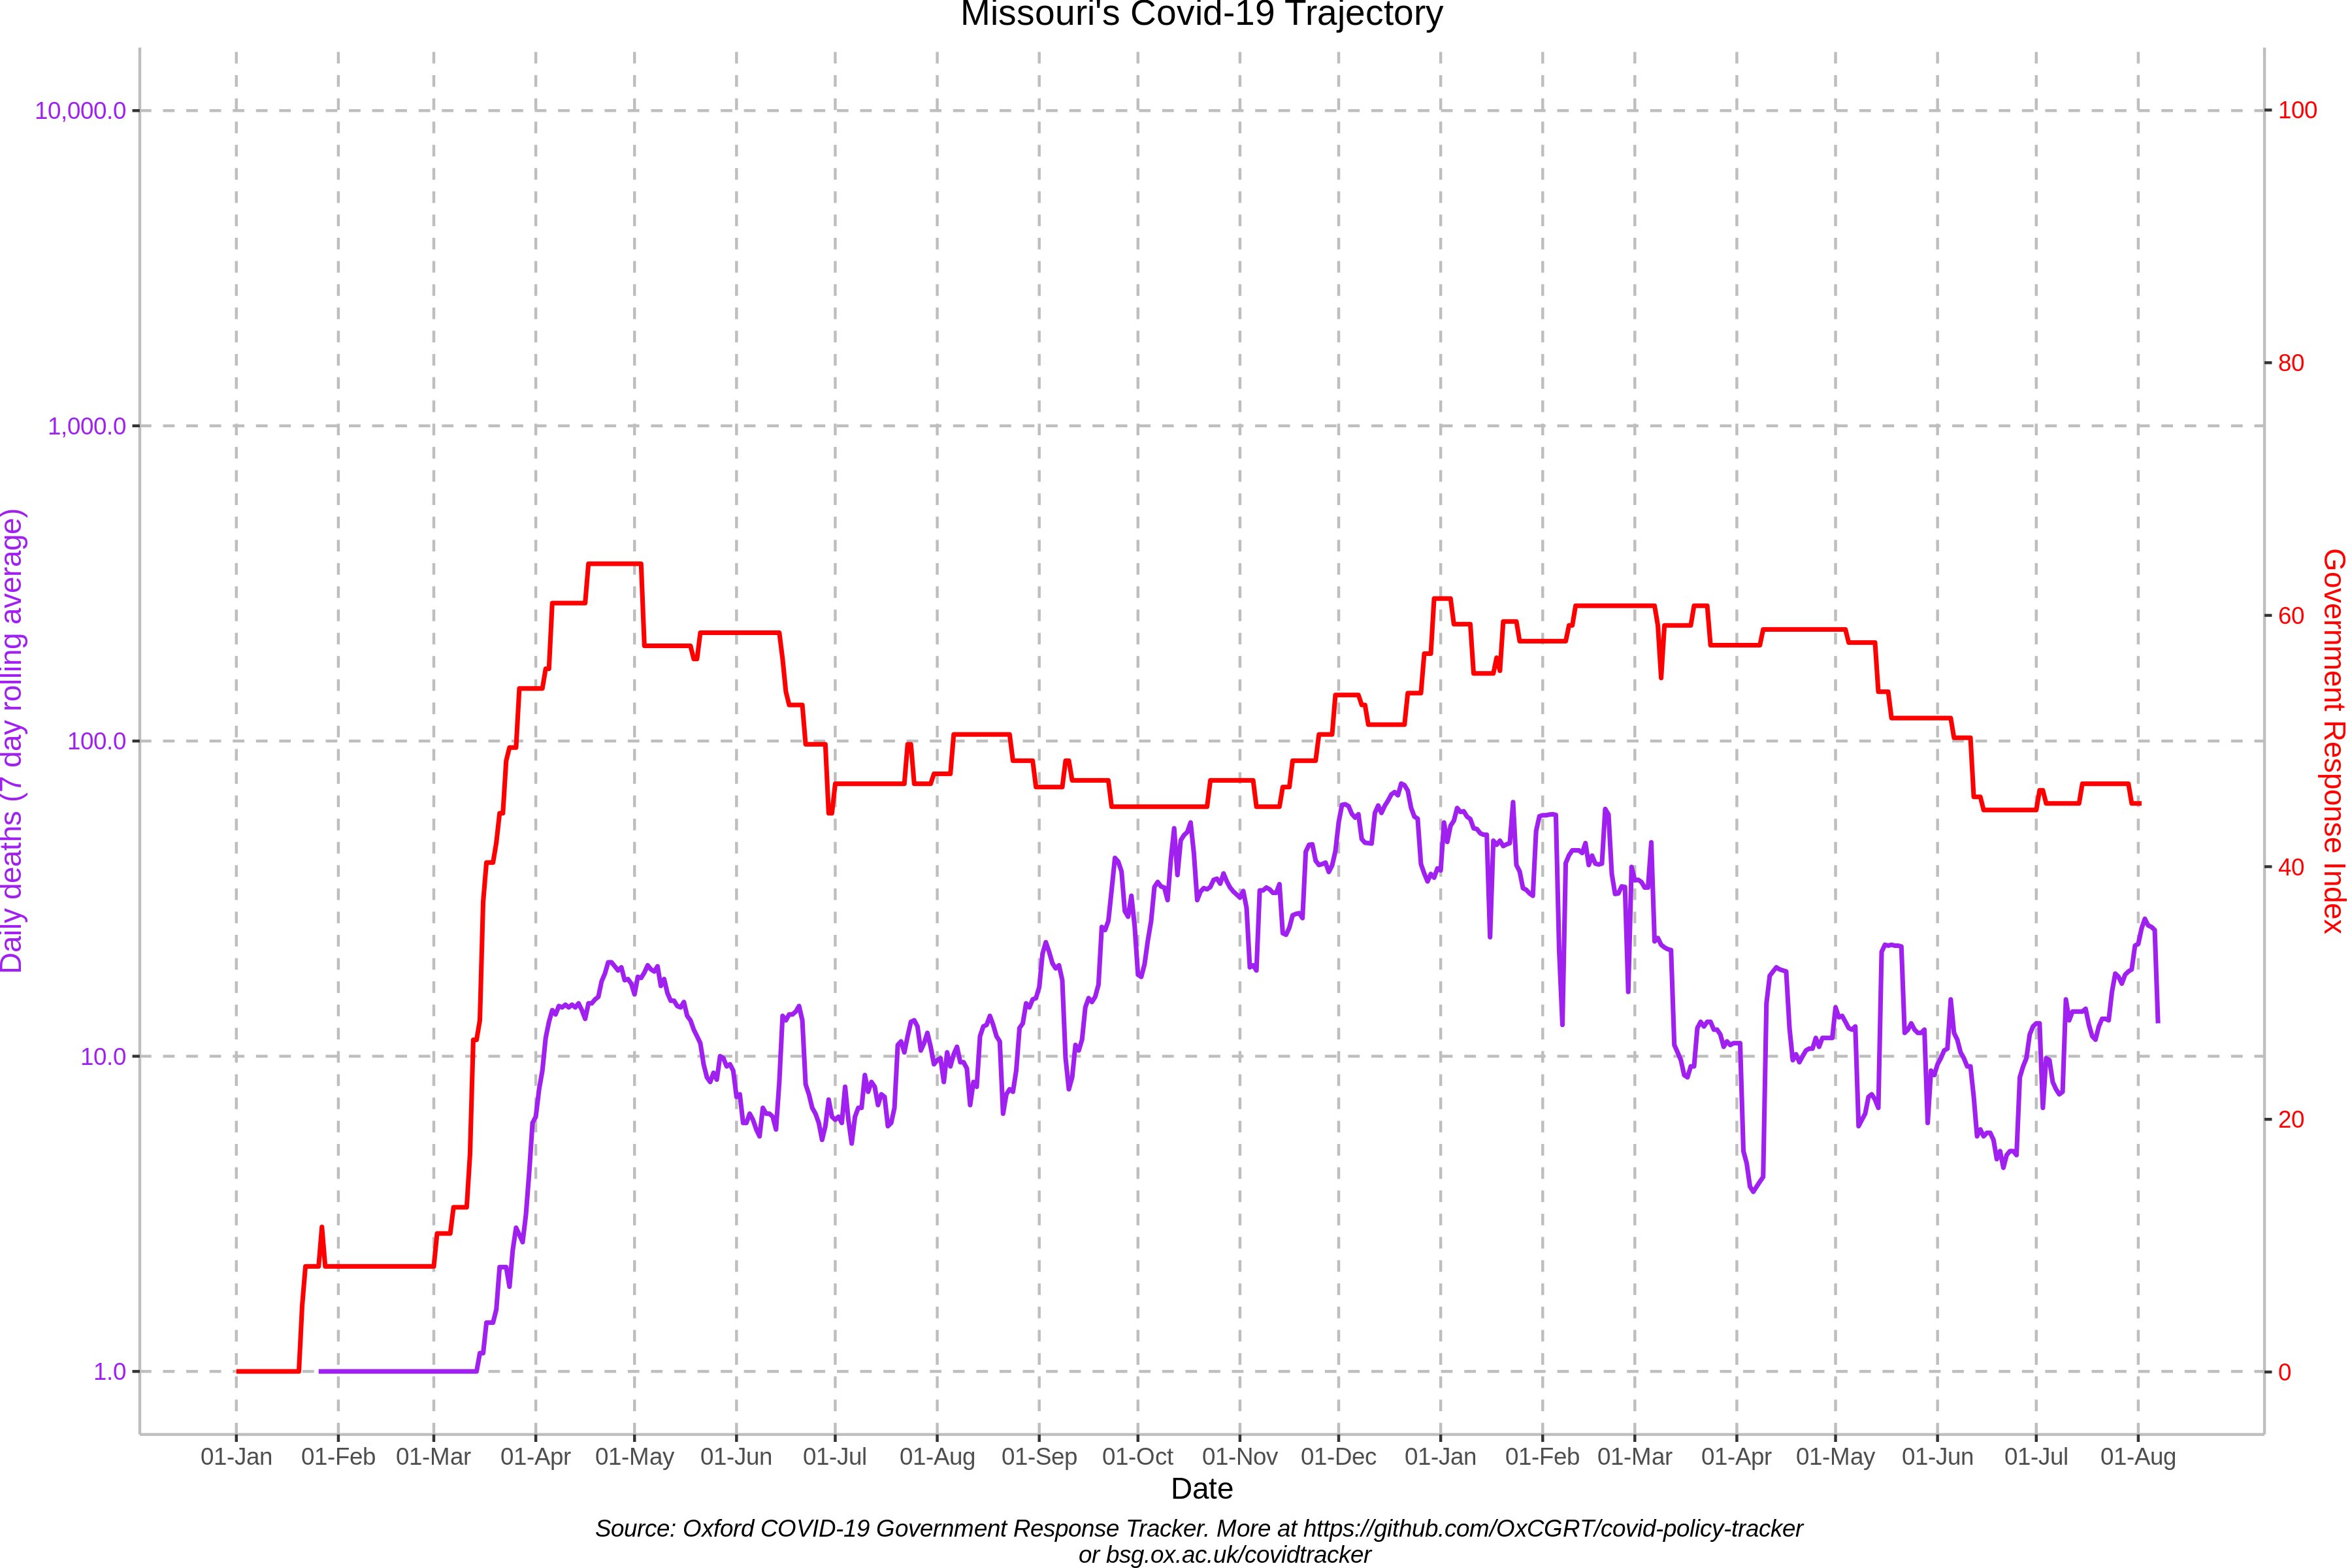 Missouri's Covid-19 Trajectory
10,000.0
1,000.0
100.0
10.0
1.0
Daily deaths (7 day rolling average)
100
80
60
40
20
0
Government Response Index
01-Jan 01-Feb 01-Mar 01-Apr 01-May 01-Jun 01-Jul 01-Aug 01-Sep 01-Oct 01-Nov 01-Dec 01-Jan 01-Feb 01-Mar 01-Apr 01-May 01-Jun 01-Jul 01-Aug
Date
Source: Oxford COVID-19 Government Response Tracker. More at https://github.com/OxCGRT/covid-policy-tracker
or bsg.ox.ac.uk/covidtracker